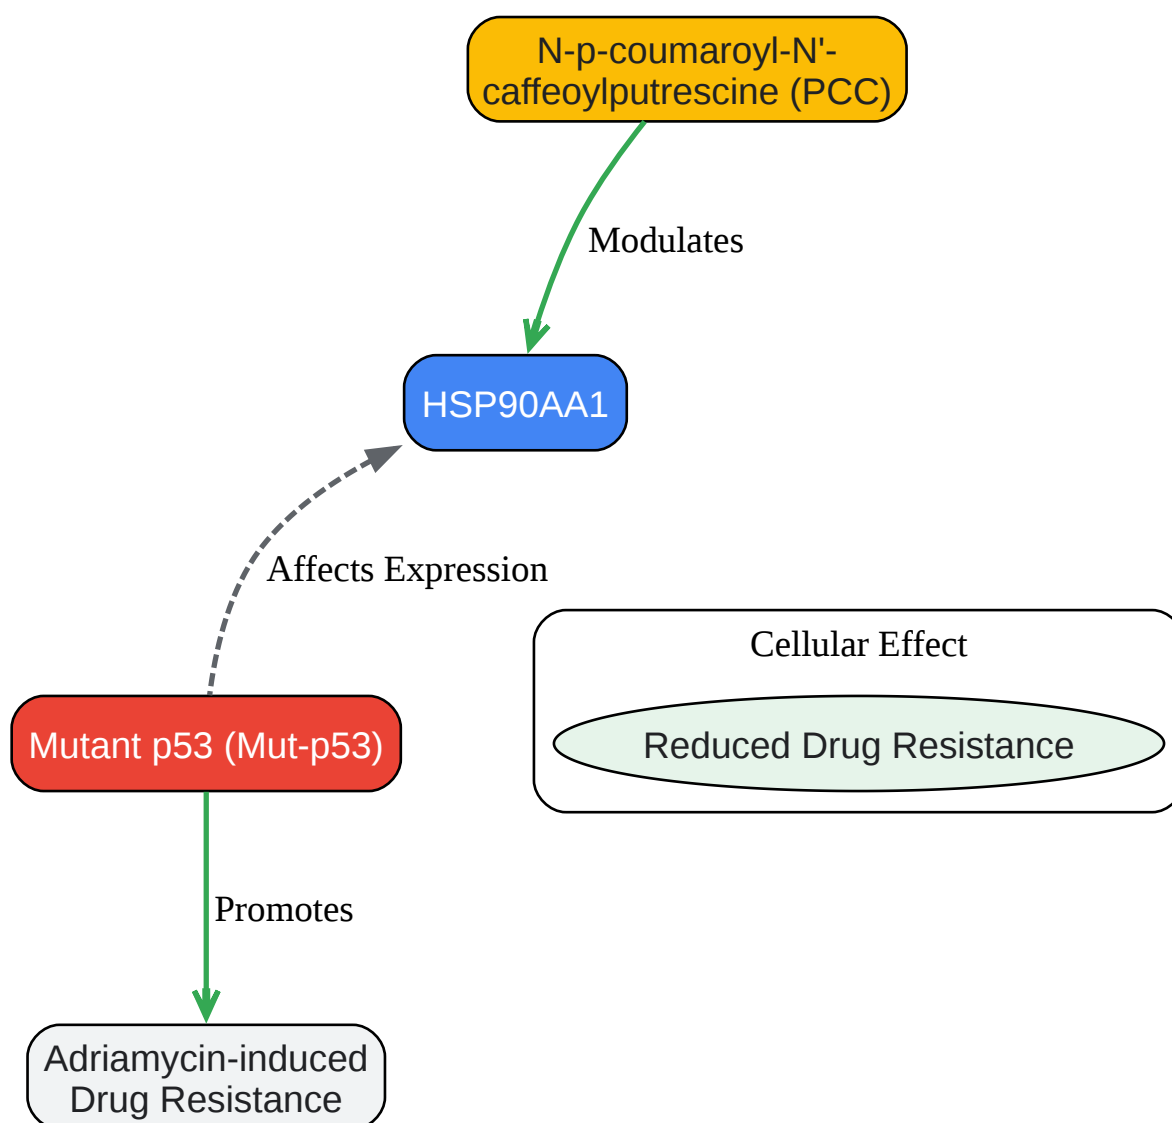 N-p-coumaroyl-N'-
caffeoylputrescine (PCC)
Modulates
HSP90AA1
Affects Expression
Cellular Effect
Reduced Drug Resistance
Mutant p53 (Mut-p53)
Promotes
Adriamycin-induced
Drug Resistance